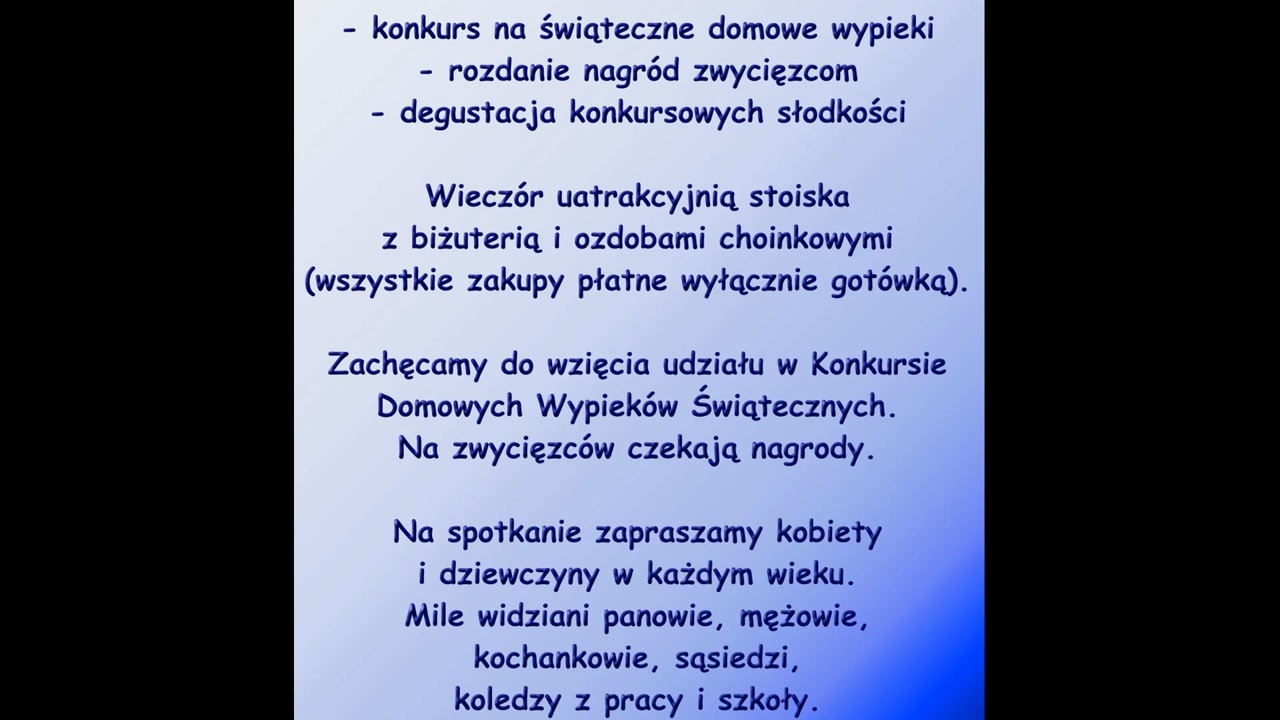 - konkurs na świąteczne domowe wypieki
- rozdanie nagród zwycięzcom
- degustacja konkursowych słodkości
Wieczór uatrakcyjnią stoiska
z biżuterią i ozdobami choinkowymi
(wszystkie zakupy płatne wyłącznie gotówką).
Zachęcamy do wzięcia udziału w Konkursie
Domowych Wypieków Świątecznych.
Na zwycięzców czekają nagrody.
Na spotkanie zapraszamy kobiety
i dziewczyny w każdym wieku.
Mile widziani panowie, mężowie,
kochankowie, sąsiedzi,
koledzy z pracy i szkoły.